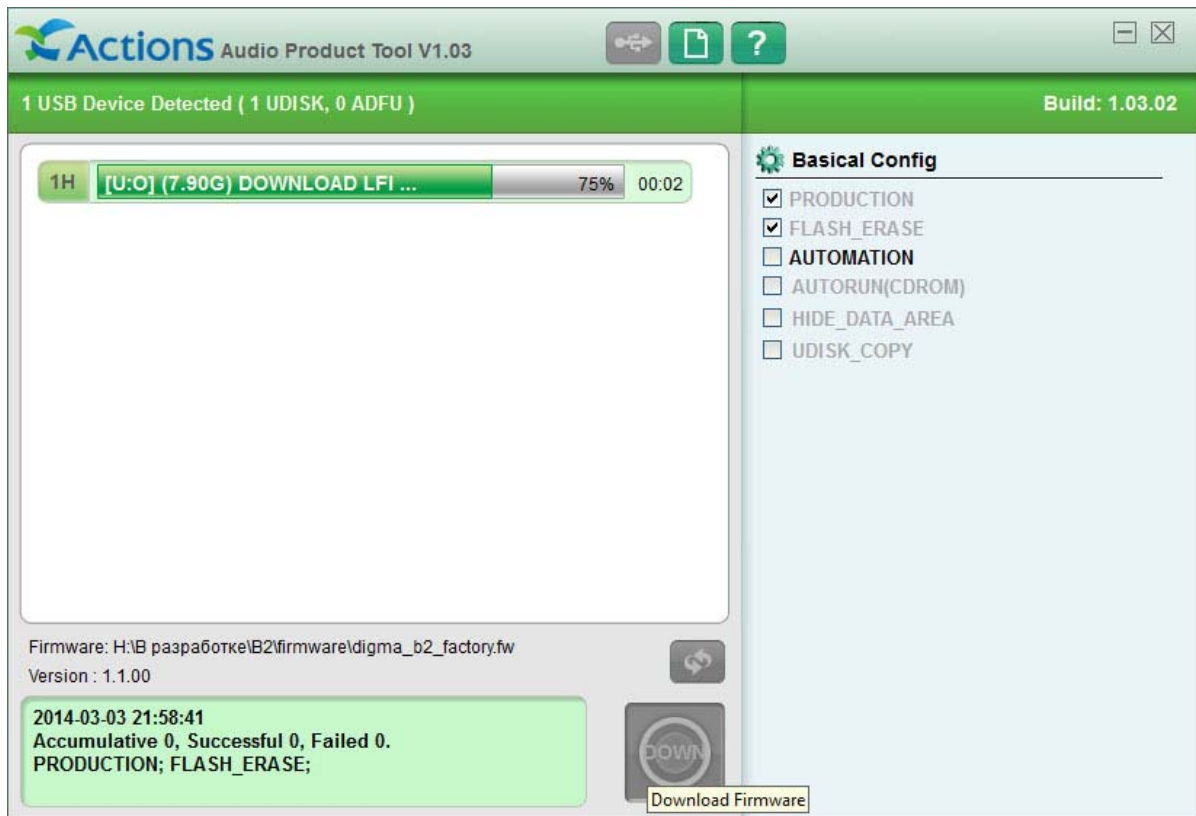 Actions Audio Product Tool V1.03
?
1 USB Device Detected ( 1 UDISK, 0 ADFU )
Build: 1.03.02
1H [U:O] (7.90G) DOWNLOAD LFI ... 75% 00:02
Basical Config
PRODUCTION
FLASH_ERASE
AUTOMATION
AUTORUN(CDROM)
HIDE_DATA_AREA
UDISK_COPY
Firmware: H:\В разработке\B2\firmware\digma_b2_factory.fw
Version : 1.1.00
2014-03-03 21:58:41
Accumulative 0, Successful 0, Failed 0.
PRODUCTION; FLASH_ERASE;
DOWN
Download Firmware